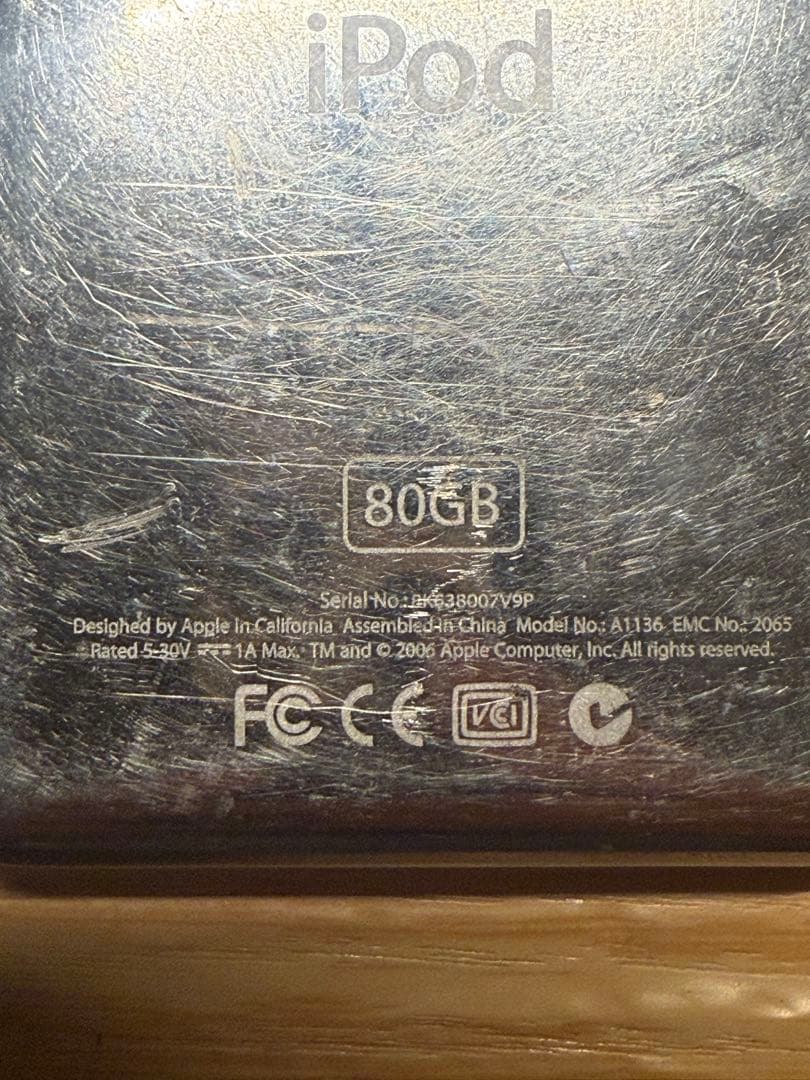 iPod
80GB
Serial No.:
Designed by Apple in California Assembled in China Model No.: A1136 EMC No.: 2065
Rated 5-30V 1A Max. TM and © 2006 Apple Computer, Inc. All rights reserved.
FC CE VCI